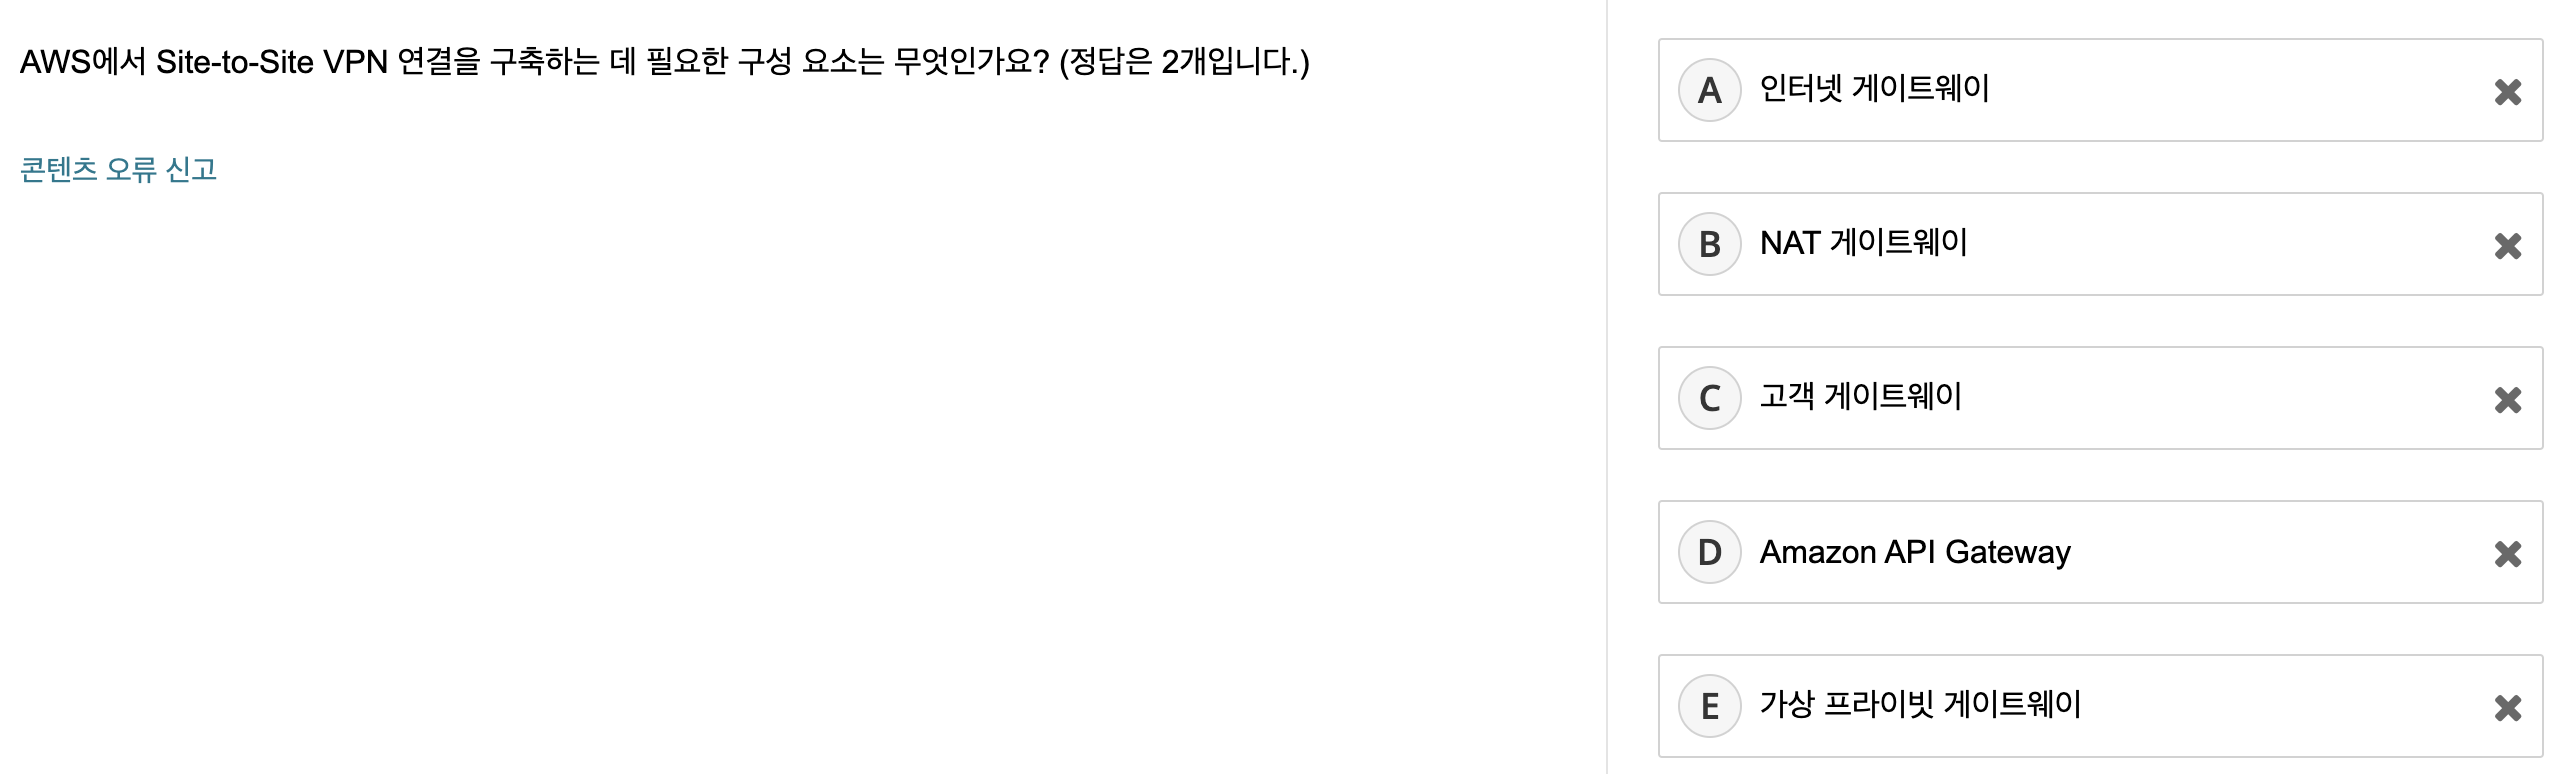 AWS에서 Site-to-Site VPN 연결을 구축하는 데 필요한 구성 요소는 무엇인가요? (정답은 2개입니다.)
콘텐츠 오류 신고
A 인터넷 게이트웨이
B NAT 게이트웨이
C 고객 게이트웨이
D Amazon API Gateway
E 가상 프라이빗 게이트웨이